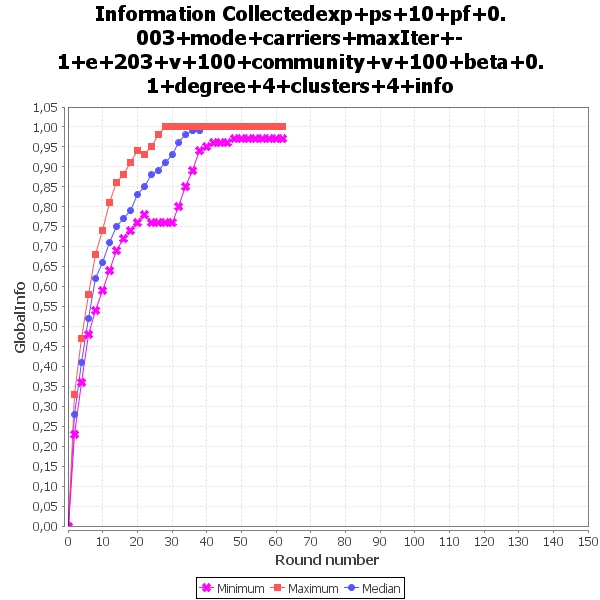 Information Collectedexp+ps+10+pf+0.
003+mode+carriers+maxIter+-
1+e+203+v+100+community+v+100+beta+0.
1+degree+4+clusters+4+info
GlobalInfo
1,05
1,00
0,95
0,90
0,85
0,80
0,75
0,70
0,65
0,60
0,55
0,50
0,45
0,40
0,35
0,30
0,25
0,20
0,15
0,10
0,05
0,00
0 10 20 30 40 50 60 70 80 90 100 110 120 130 140 150
Round number
Minimum Maximum Median